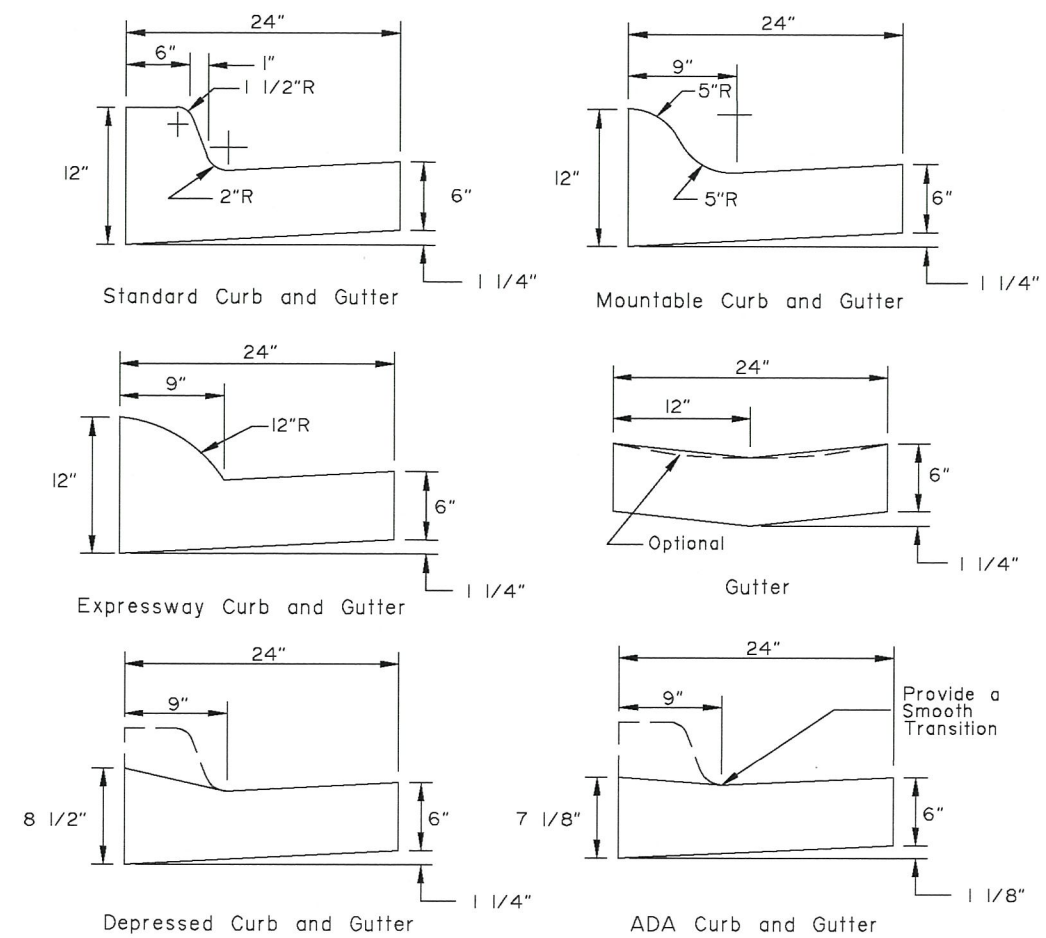 24"
6"
1"
1 1/2"R
12"
2"R
6"
1 1/4"
Standard Curb and Gutter
24"
9"
5"R
12"
5"R
6"
1 1/4"
Mountable Curb and Gutter
24"
9"
12"R
12"
6"
1 1/4"
Expressway Curb and Gutter
24"
12"
6"
Optional
1 1/4"
Gutter
24"
9"
8 1/2"
6"
1 1/4"
Depressed Curb and Gutter
24"
9"
Provide a
Smooth
Transition
7 1/8"
6"
1 1/8"
ADA Curb and Gutter